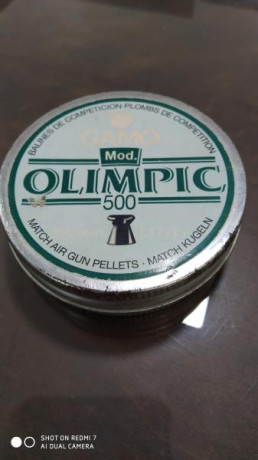 BALINES DE COMPETICION PLOMBS DE COMPETITION
GAMO
Mod.
OLIMPIC
500
MATCH AIR GUN PELLETS - MATCH KUGELN
SHOT ON REDMI 7
AI DUAL CAMERA